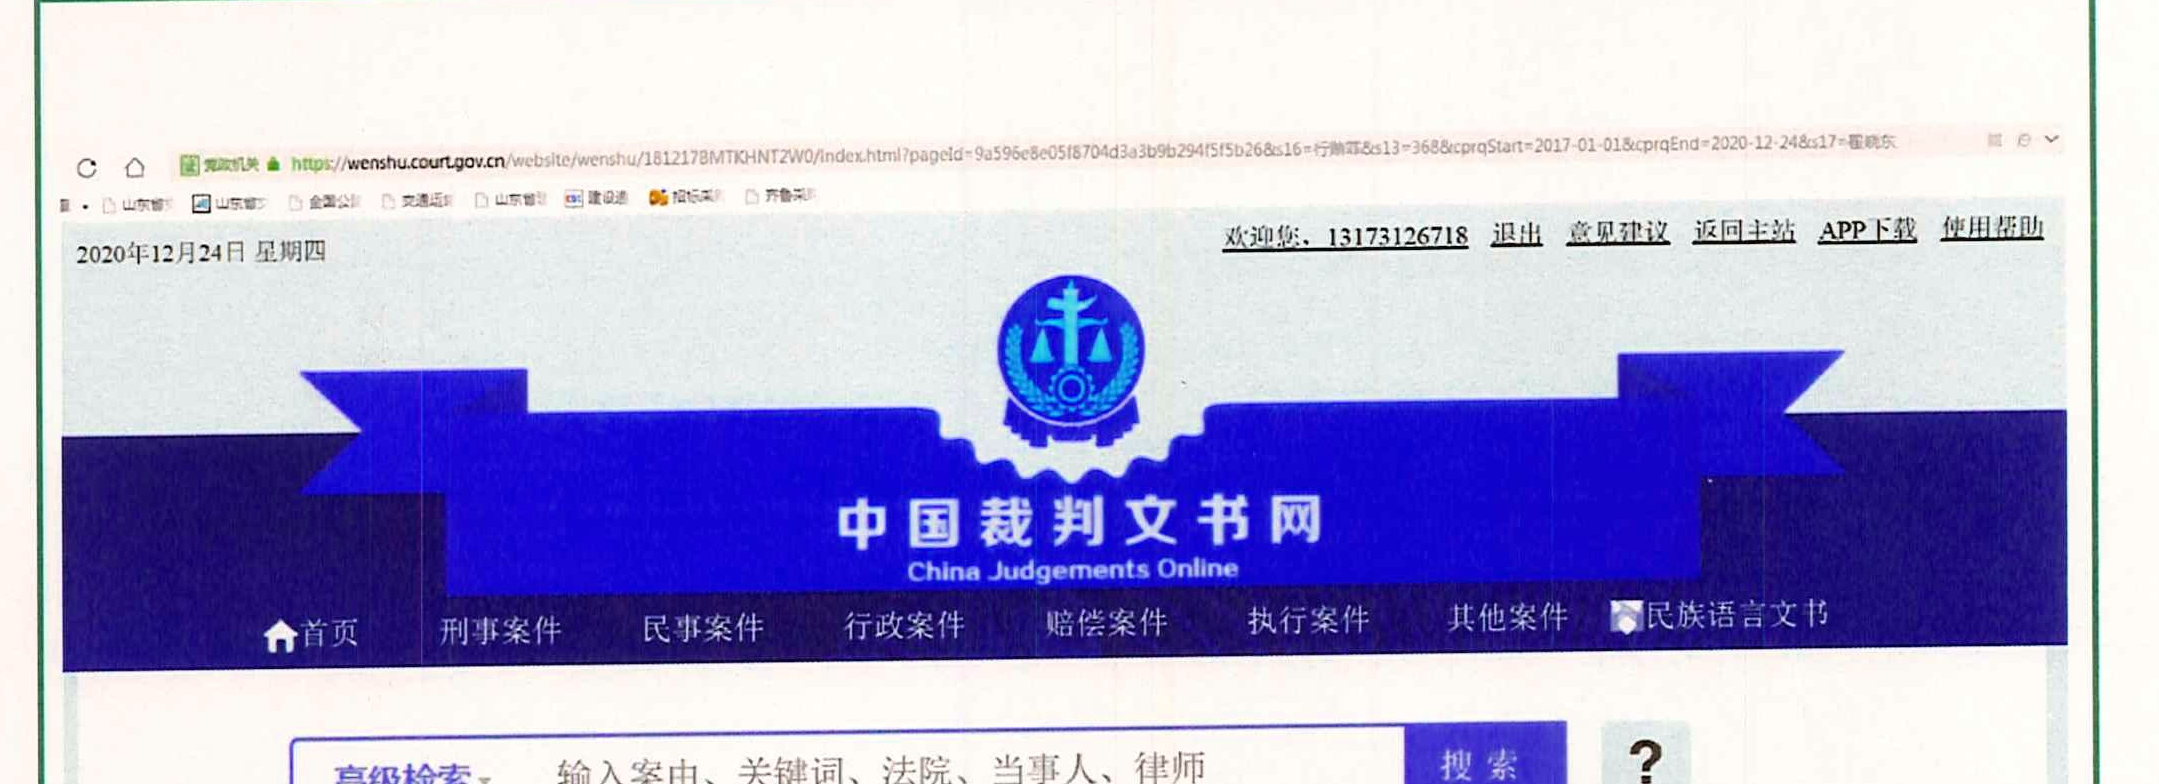 党政机关 https://wenshu.court.gov.cn/website/wenshu/181217BMTKHNT2W0/index.html?pageId=9a596e8e05f8704d3a3b9b294f5f5b26&s16=行贿罪&s13=368&cprqStart=2017-01-01&cprqEnd=2020-12-24&s17=翟晓东
山东省 山东省 全国公 交通运 山东省 建设通 招标采 齐鲁采
2020年12月24日 星期四
欢迎您，13173126718 退出 意见建议 返回主站 APP下载 使用帮助
中国裁判文书网
China Judgements Online
首页 刑事案件 民事案件 行政案件 赔偿案件 执行案件 其他案件 民族语言文书
高级检索 输入案由、关键词、法院、当事人、律师 搜索 ?